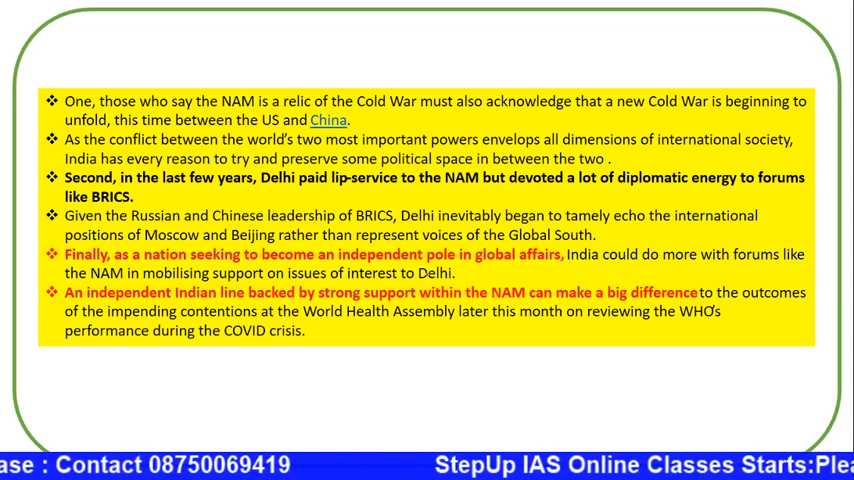 ❖ One, those who say the NAM is a relic of the Cold War must also acknowledge that a new Cold War is beginning to
unfold, this time between the US and China.
❖ As the conflict between the world's two most important powers envelops all dimensions of international society,
India has every reason to try and preserve some political space in between the two .
❖ Second, in the last few years, Delhi paid lip-service to the NAM but devoted a lot of diplomatic energy to forums
like BRICS.
❖ Given the Russian and Chinese leadership of BRICS, Delhi inevitably began to tamely echo the international
positions of Moscow and Beijing rather than represent voices of the Global South.
❖ Finally, as a nation seeking to become an independent pole in global affairs, India could do more with forums like
the NAM in mobilising support on issues of interest to Delhi.
❖ An independent Indian line backed by strong support within the NAM can make a big difference to the outcomes
of the impending contentions at the World Health Assembly later this month on reviewing the WHO's
performance during the COVID crisis.
ase : Contact 08750069419 StepUp IAS Online Classes Starts:Plea